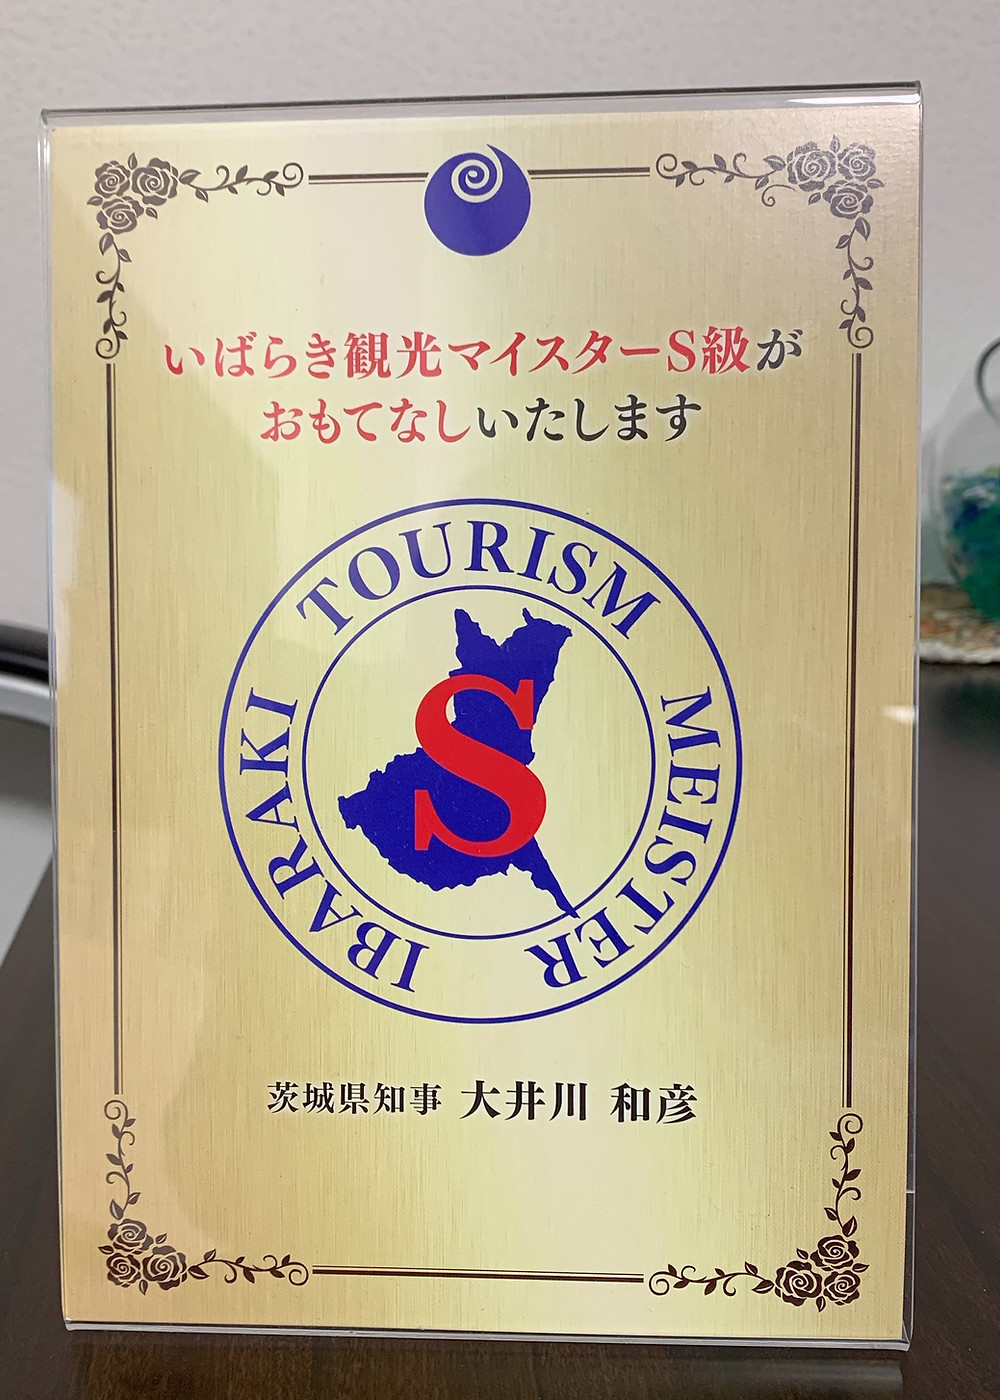 いばらき観光マイスターS級が
おもてなしいたします
IBARAKI TOURISM MEISTER
S
茨城県知事 大井川 和彦